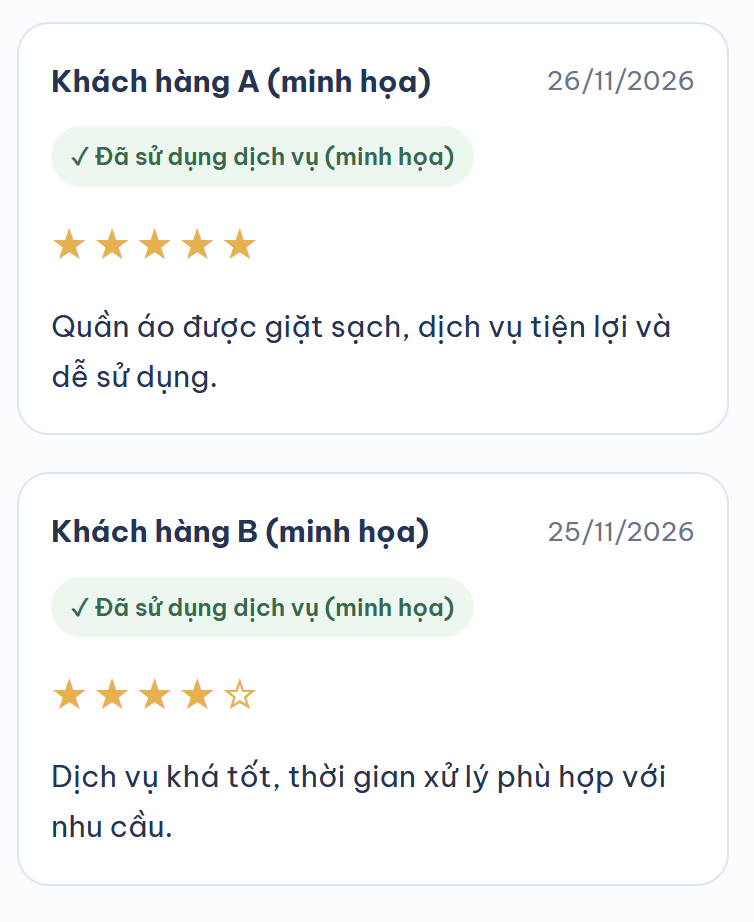 Khách hàng A (minh họa) 26/11/2026
✓ Đã sử dụng dịch vụ (minh họa)
★★★★★
Quần áo được giặt sạch, dịch vụ tiện lợi và
dễ sử dụng.
Khách hàng B (minh họa) 25/11/2026
✓ Đã sử dụng dịch vụ (minh họa)
★★★★☆
Dịch vụ khá tốt, thời gian xử lý phù hợp với
nhu cầu.